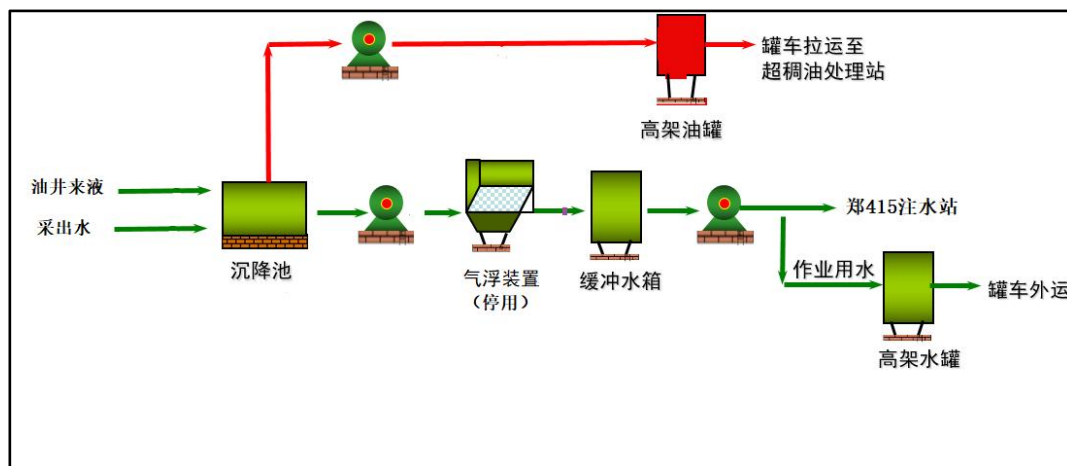 罐车拉运至
超稠油处理站
高架油罐
油井来液
采出水
沉降池
气浮装置
（停用）
缓冲水箱
郑415注水站
作业用水
罐车外运
高架水罐